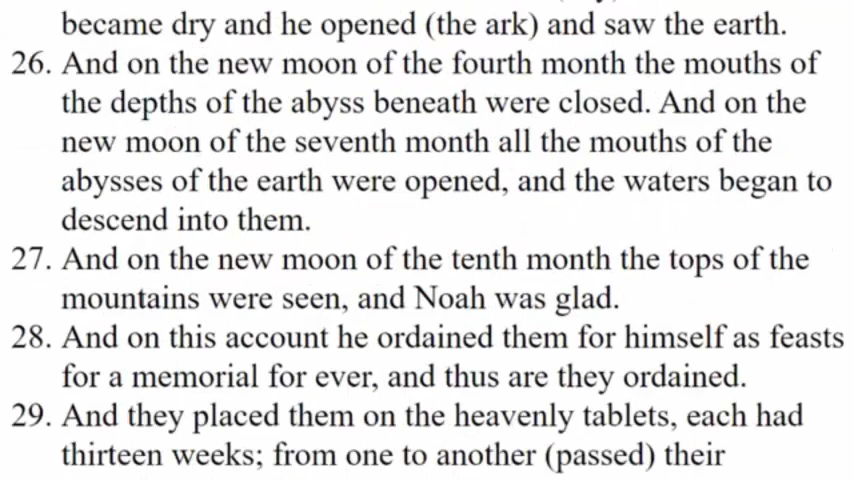 became dry and he opened (the ark) and saw the earth.
26. And on the new moon of the fourth month the mouths of
the depths of the abyss beneath were closed. And on the
new moon of the seventh month all the mouths of the
abysses of the earth were opened, and the waters began to
descend into them.
27. And on the new moon of the tenth month the tops of the
mountains were seen, and Noah was glad.
28. And on this account he ordained them for himself as feasts
for a memorial for ever, and thus are they ordained.
29. And they placed them on the heavenly tablets, each had
thirteen weeks; from one to another (passed) their